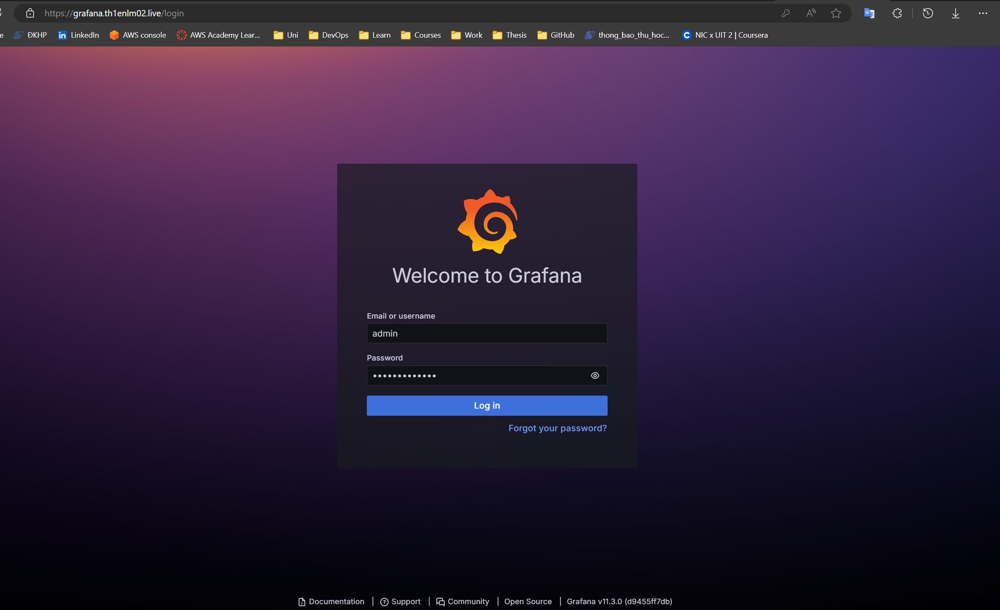 https://grafana.th1enlm02.live/login
e ĐKHP LinkedIn AWS console AWS Academy Lear... Uni DevOps Learn Courses Work Thesis GitHub thong_bao_thu_hoc... NIC x UIT 2 | Coursera
Welcome to Grafana
Email or username
admin
Password
Log in
Forgot your password?
Documentation | Support | Community | Open Source | Grafana v11.3.0 (d9455ff7db)